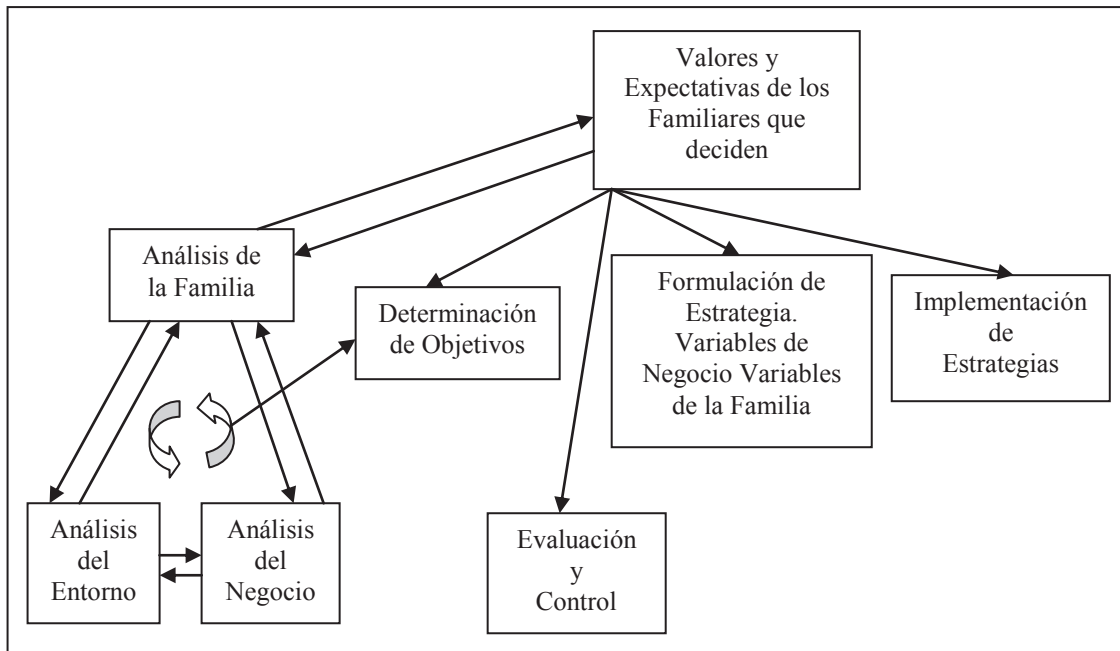 Valores y
Expectativas de los
Familiares que
deciden
Análisis de
la Familia
Determinación
de Objetivos
Formulación de
Estrategia.
Variables de
Negocio Variables
de la Familia
Implementación
de
Estrategias
Análisis
del
Entorno
Análisis
del
Negocio
Evaluación
y
Control